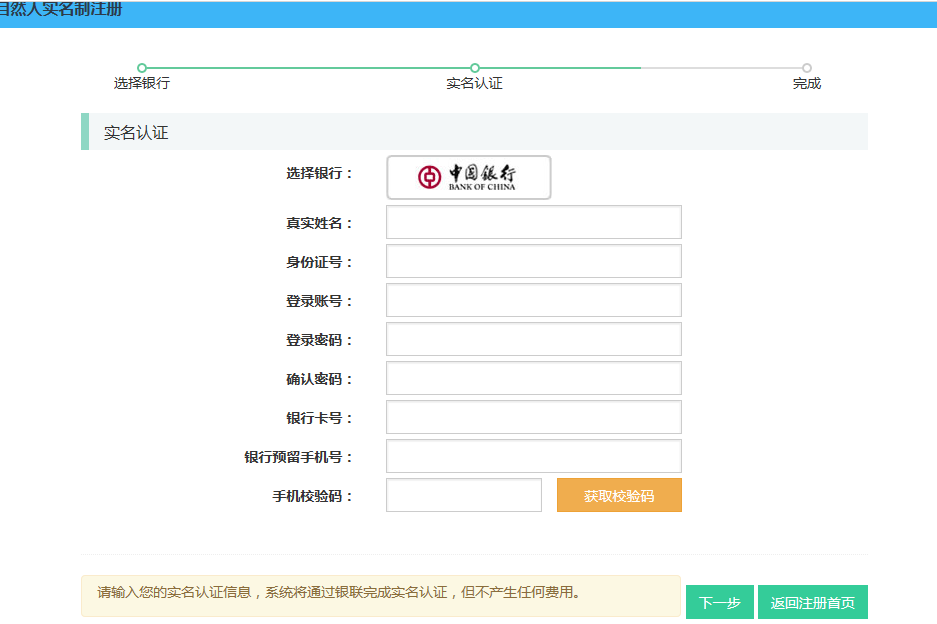 自然人实名制注册
选择银行
实名认证
完成
实名认证
选择银行：
中国银行
BANK OF CHINA
真实姓名：
身份证号：
登录账号：
登录密码：
确认密码：
银行卡号：
银行预留手机号：
手机校验码：
获取校验码
请输入您的实名认证信息，系统将通过银联完成实名认证，但不产生任何费用。
下一步
返回注册首页